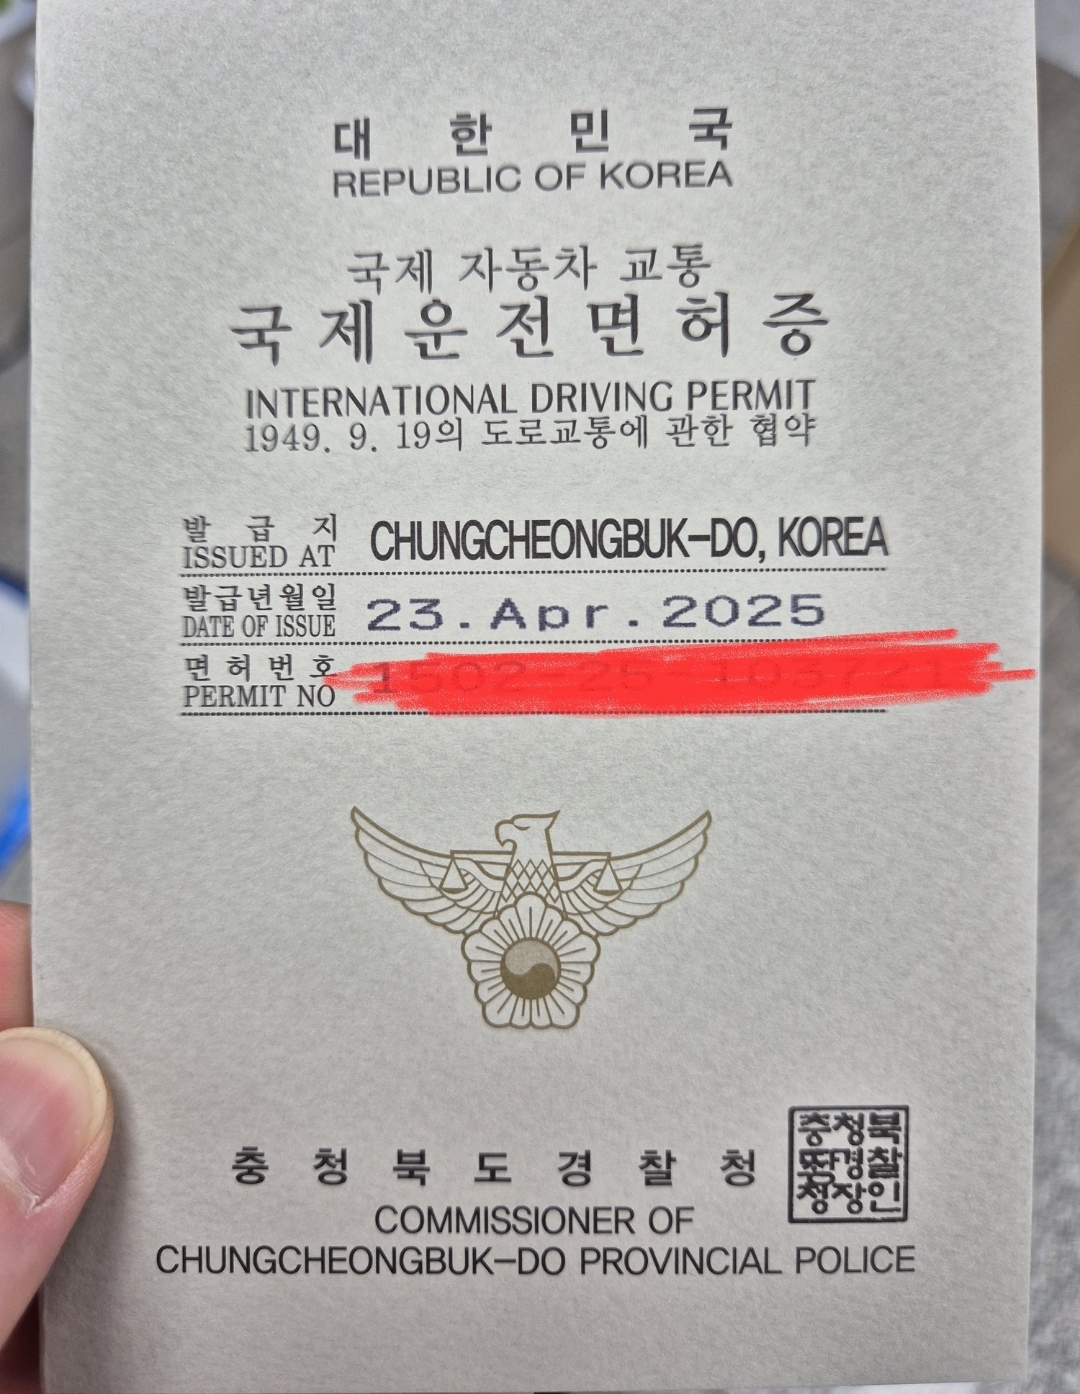 대한민국
REPUBLIC OF KOREA
국제 자동차 교통
국제운전면허증
INTERNATIONAL DRIVING PERMIT
1949. 9. 19의 도로교통에 관한 협약
발급지
ISSUED AT CHUNGCHEONGBUK-DO, KOREA
발급년월일
DATE OF ISSUE 23.Apr.2025
면허번호
PERMIT NO
충청북도경찰청
충청북
도경찰
청장인
COMMISSIONER OF
CHUNGCHEONGBUK-DO PROVINCIAL POLICE